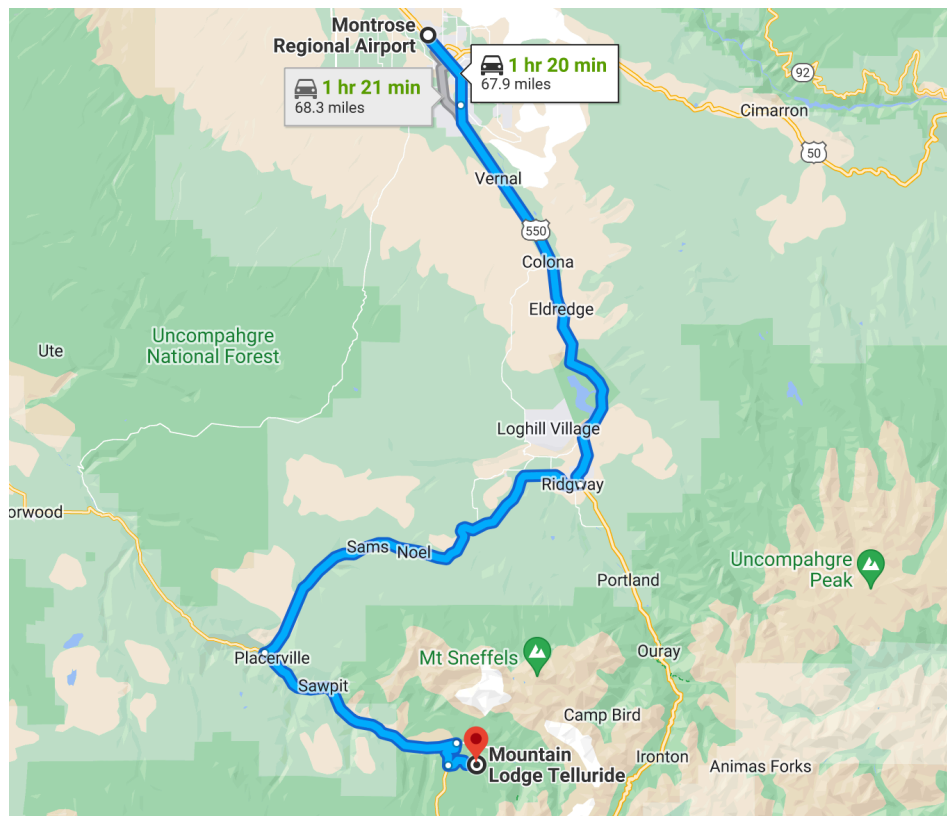 Montrose
Regional Airport
1 hr 20 min
67.9 miles
1 hr 21 min
68.3 miles
92
Cimarron
50
Vernal
550
Colona
Eldredge
Uncompahgre
National Forest
Ute
Loghill Village
Ridgway
orwood
Sams Noel
Uncompahgre
Peak
Portland
Placerville
Mt Sneffels
Ouray
Sawpit
Camp Bird
Mountain
Lodge Telluride
Ironton
Animas Forks